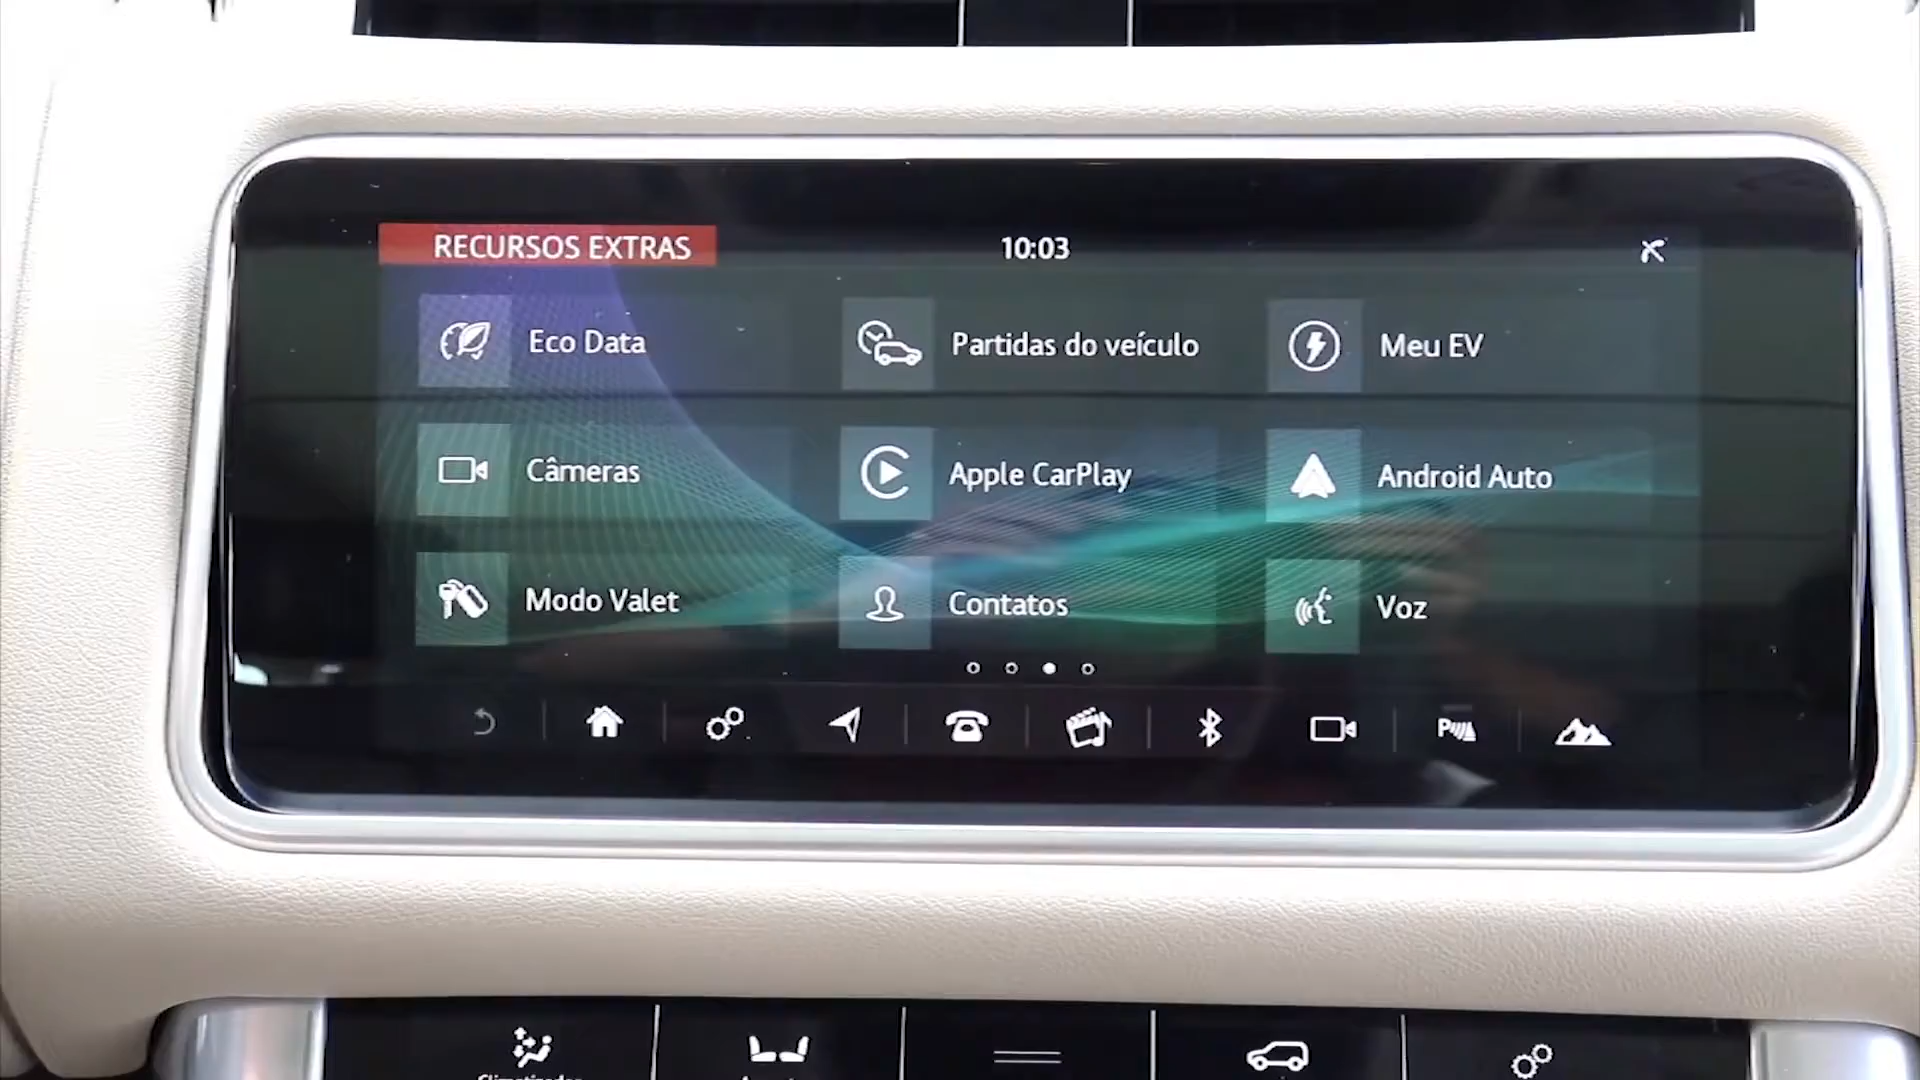 RECURSOS EXTRAS
10:03
Eco Data
Partidas do veículo
Meu EV
Câmeras
Apple CarPlay
Android Auto
Modo Valet
Contatos
Voz